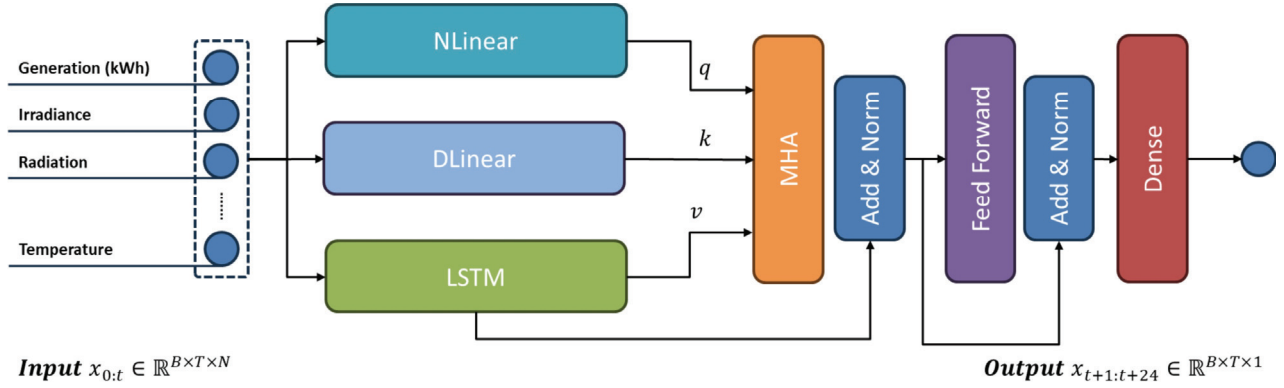 Generation (kWh)
Irradiance
Radiation
Temperature
NLinear
DLinear
LSTM
q
k
v
MHA
Add & Norm
Feed Forward
Add & Norm
Dense
Input x_{0:t} ∈ ℝ^{B×T×N}
Output x_{t+1:t+24} ∈ ℝ^{B×T×1}